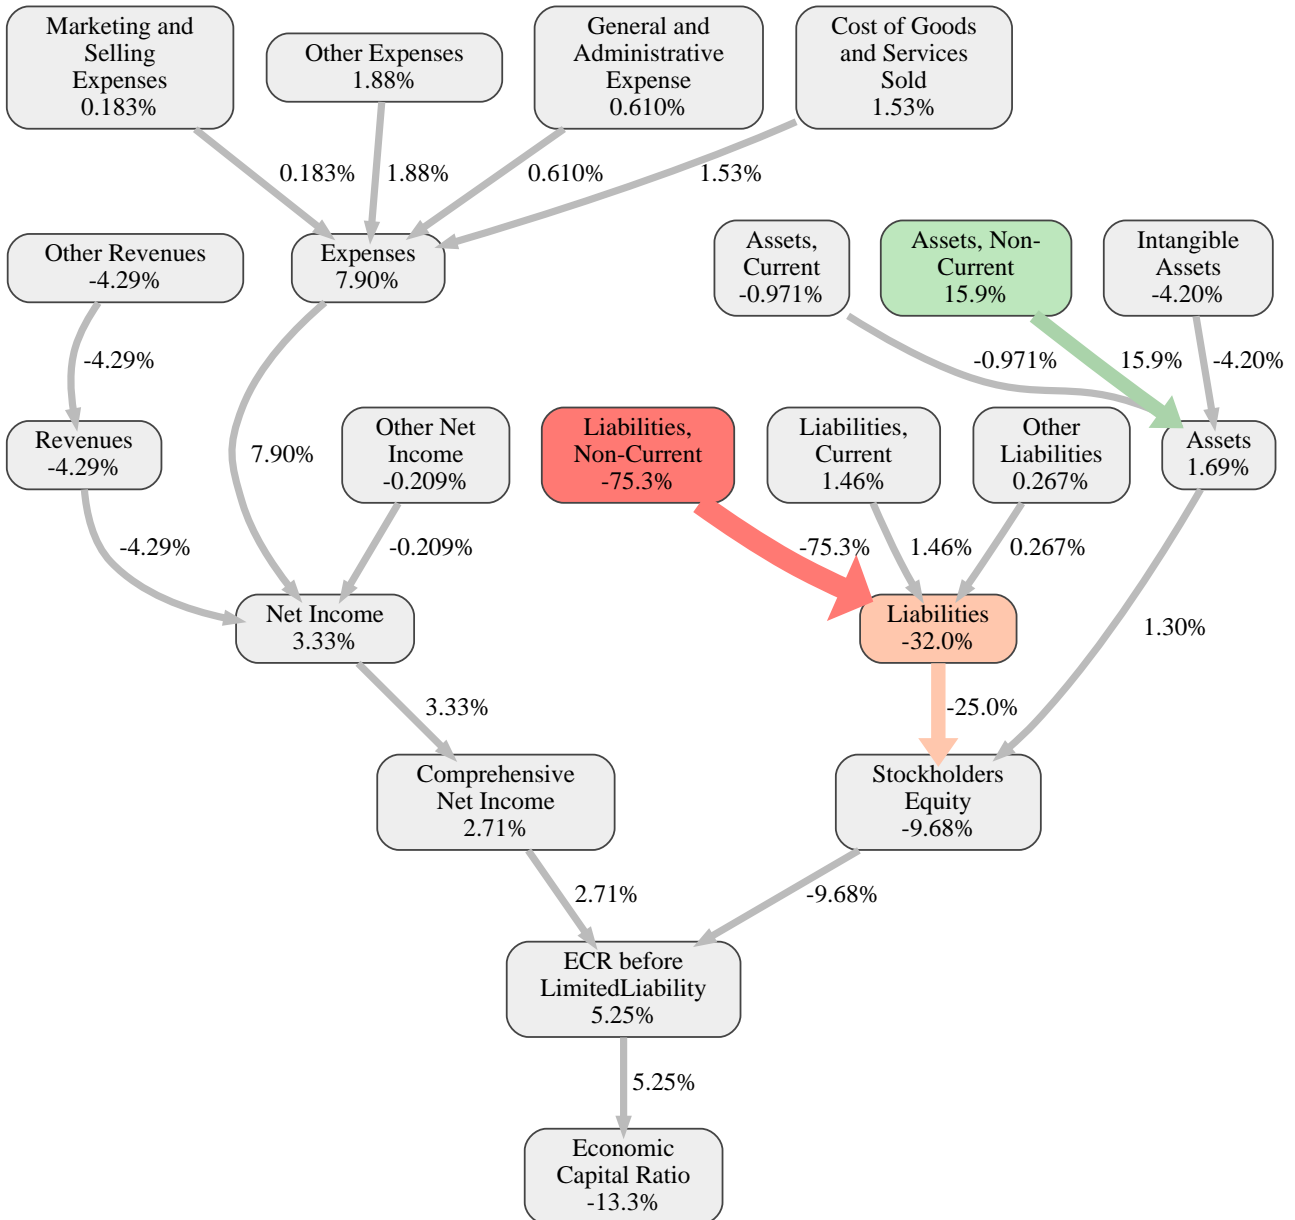 Marketing and
Selling
Expenses
0.183%
Other Expenses
1.88%
General and
Administrative
Expense
0.610%
Cost of Goods
and Services
Sold
1.53%
0.183%
1.88%
0.610%
1.53%
Other Revenues
-4.29%
Expenses
7.90%
Assets,
Current
-0.971%
Assets, Non-
Current
15.9%
Intangible
Assets
-4.20%
-4.29%
-0.971%
15.9%
-4.20%
Revenues
-4.29%
7.90%
Other Net
Income
-0.209%
Liabilities,
Non-Current
-75.3%
Liabilities,
Current
1.46%
Other
Liabilities
0.267%
Assets
1.69%
-4.29%
-0.209%
-75.3%
1.46%
0.267%
Net Income
3.33%
Liabilities
-32.0%
1.30%
3.33%
-25.0%
Comprehensive
Net Income
2.71%
Stockholders
Equity
-9.68%
2.71%
-9.68%
ECR before
LimitedLiability
5.25%
5.25%
Economic
Capital Ratio
-13.3%